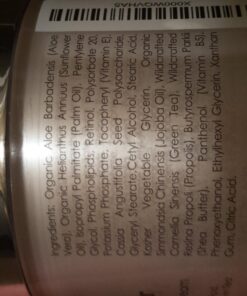 Ingredients: Organic Aloe Barbadensis (Aloe
Vera), Organic Helianthus Annuus (Sunflower
Oil), Isopropyl Palmitate (Palm Oil), Pentylene
Glycol, Phospholipids, Retinol, Polysorbate 20,
Potassium Phosphate, Tocopheryl (Vitamin E),
Cassia Angustifolia Seed Polysaccharide,
Glyceryl Stearate, Cetyl Alcohol, Stearic Acid,
Kosher Vegetable Glycerin, Organic
Simmondsia Chinensis (Jojoba Oil), Wildcrafted
Camellia Sinensis (Green Tea), Wildcrafted
Resina Propoli (Propolis), Butyrospermum Parkii
(Shea Butter), Panthenol (Vitamin B5),
Phenoxyethanol, Ethylhexyl Glycerin, Xanthan
Gum, Citric Acid.